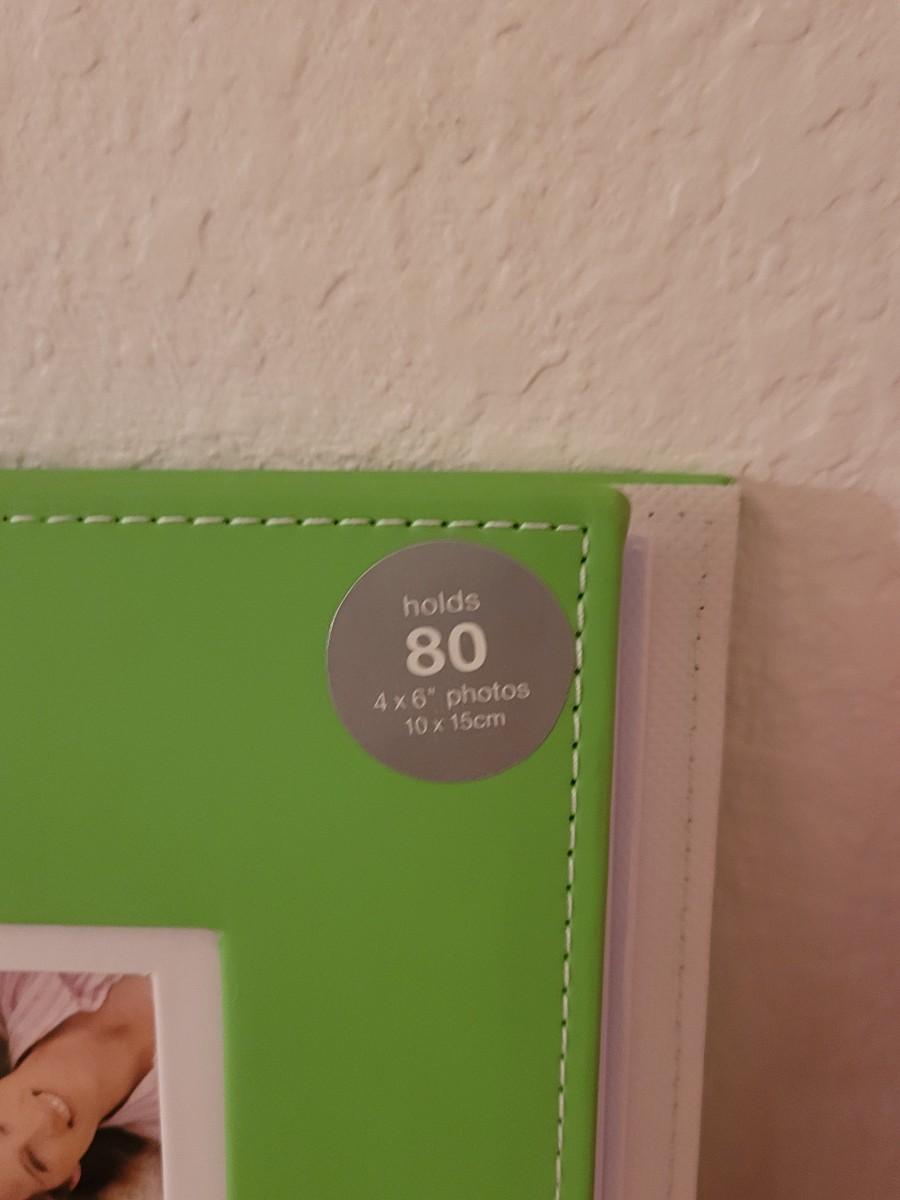 holds
80
4 x 6" photos
10 x 15cm